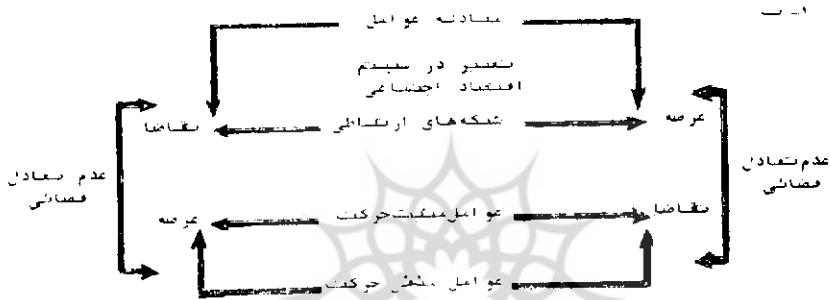 ۱ـ ب
مبادله عوامل
تغییر در سیستم
اقتصاد اجتماعی
عرضه
شبکه‌های ارتباطی
تقاضا
عدم تعادل
فضائی
عدم تعادل
فضائی
تقاضا
عوامل مثبت حرکت
عرضه
عوامل منفی حرکت